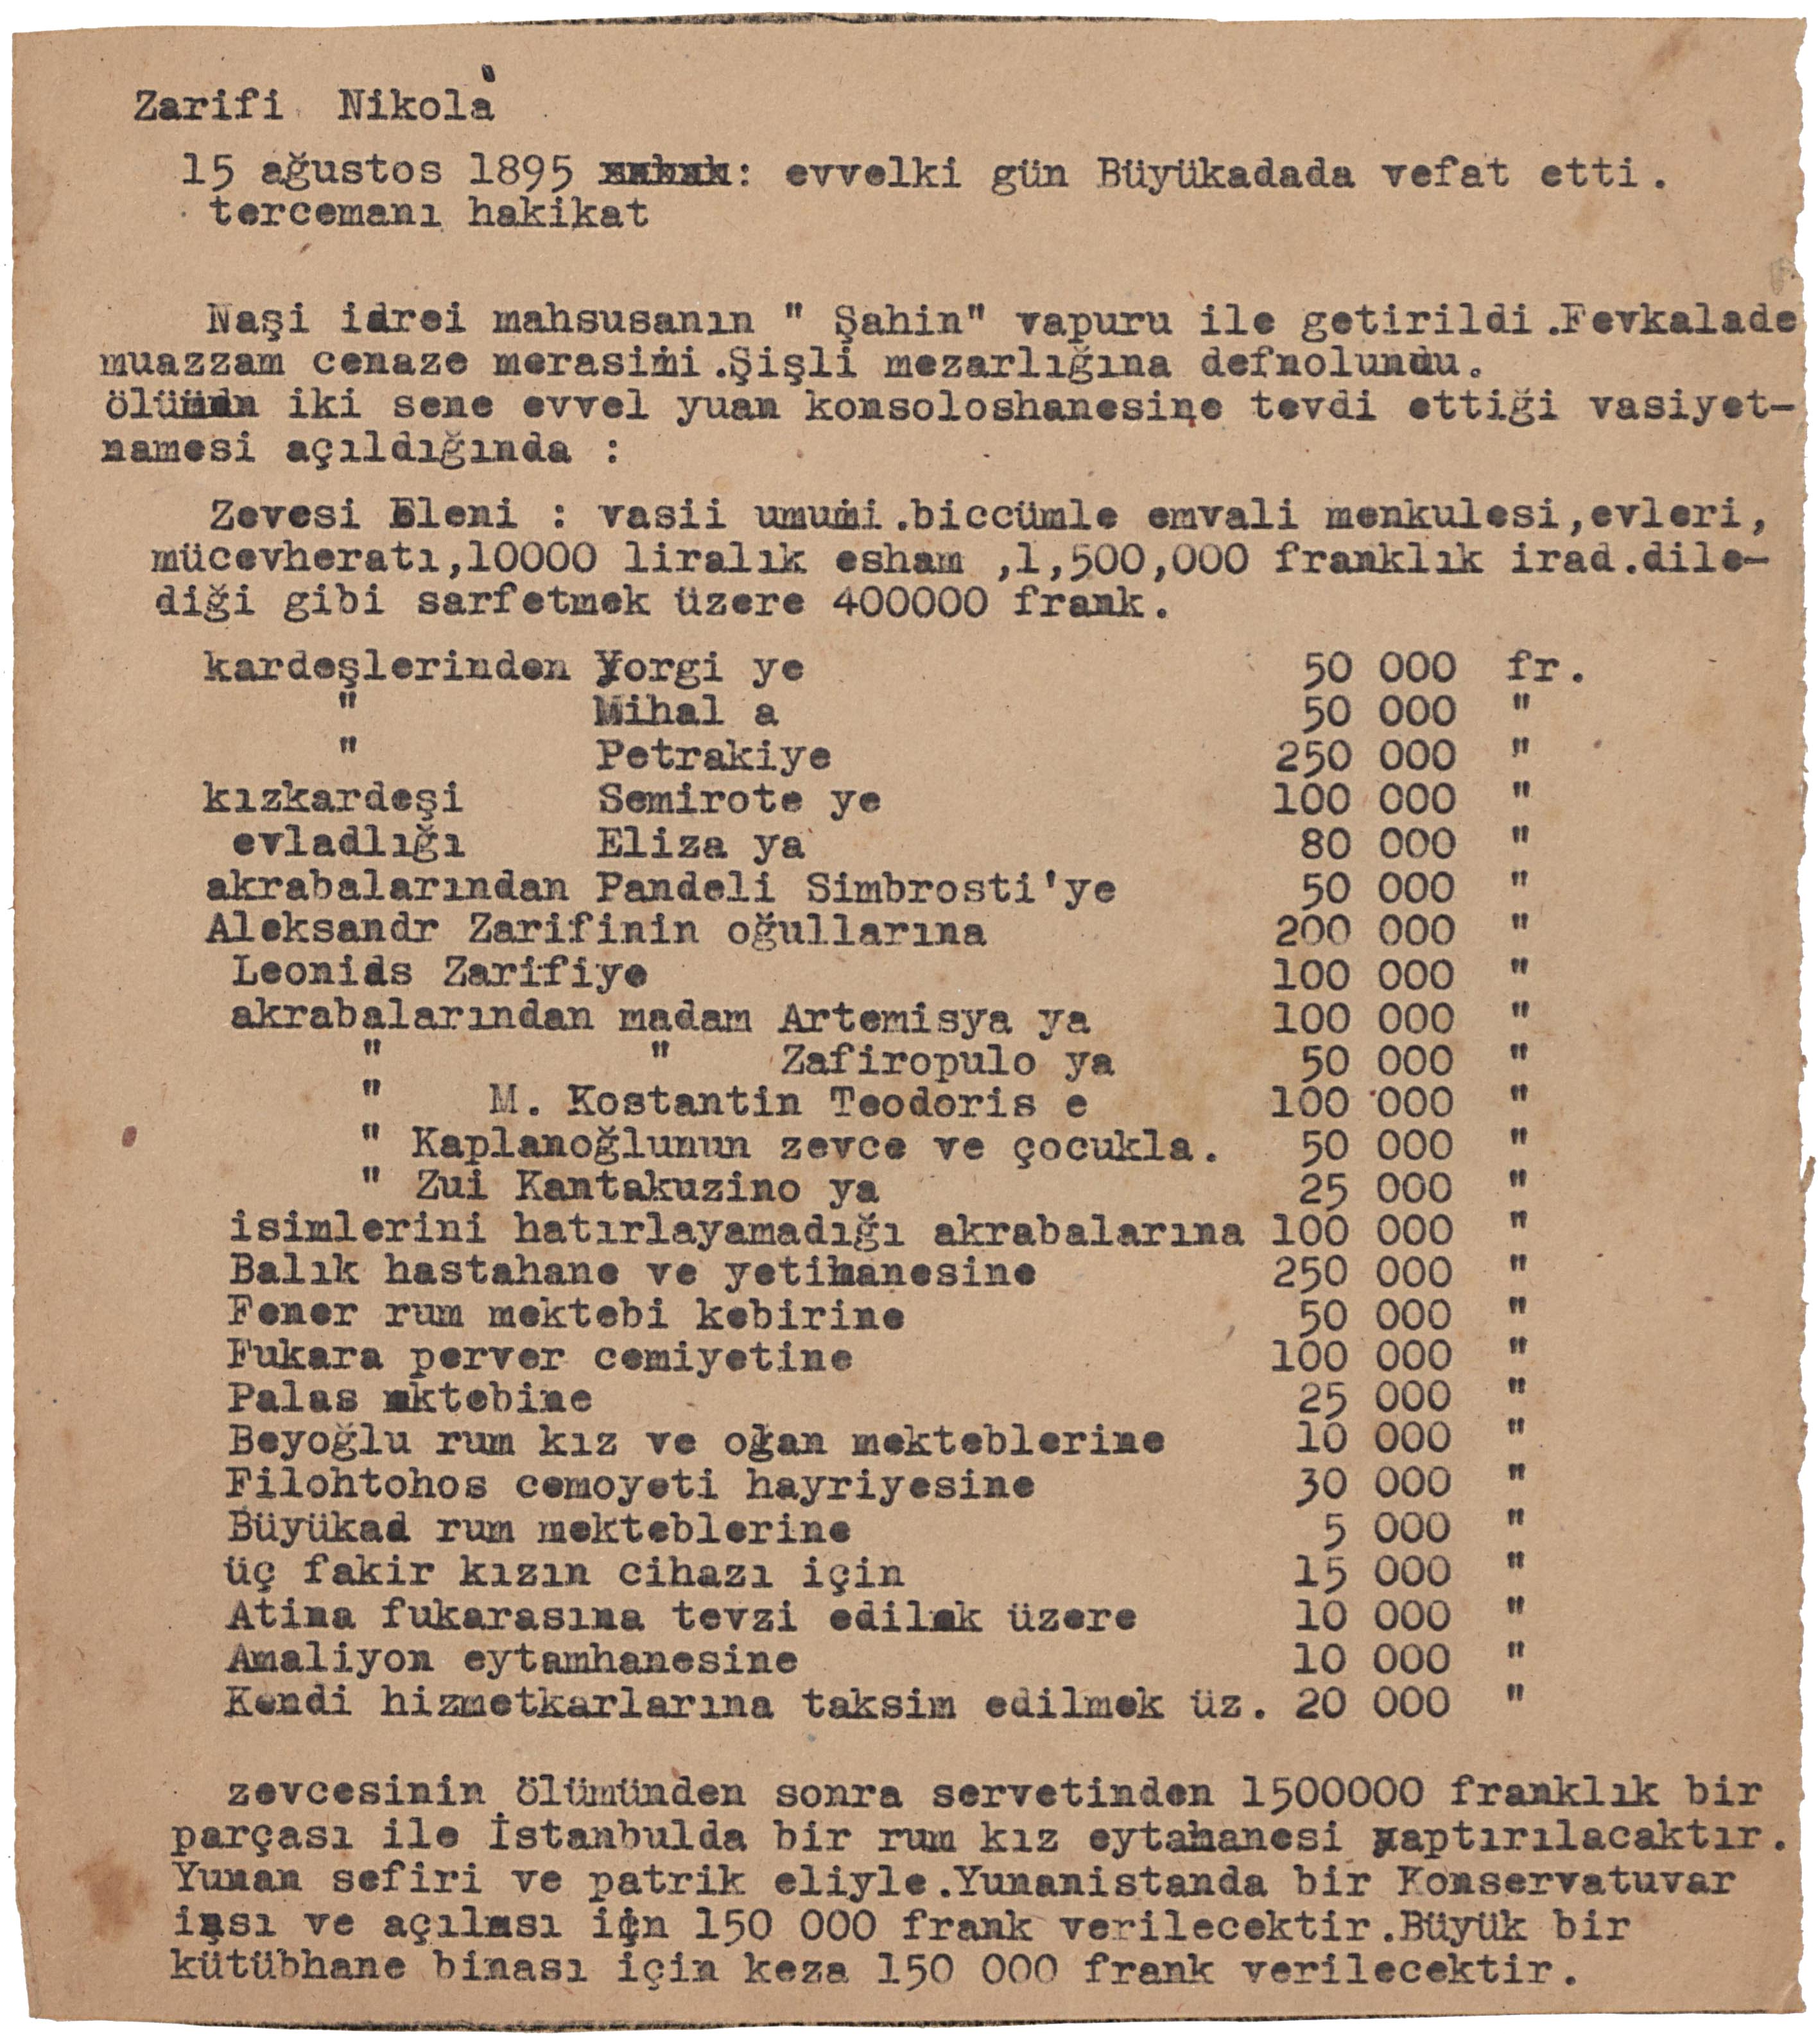 Zarifi Nikola
15 ağustos 1895 : evvelki gün Büyükadada vefat etti.
tercemanı hakikat
Naşi idrei mahsusanın " Şahin" vapuru ile getirildi.Fevkalade
muazzam cenaze merasimi.Şişli mezarlığına defnolundu.
iki sene evvel yuan konsoloshanesine tevdi ettiği vasiyet-
namesi açıldığında :
Zevesi Eleni : vasii umumi.biccümle emvali menkulesi,evleri,
mücevheratı,10000 liralık esham ,1,500,000 franklık irad.dile-
diği gibi sarfetmek üzere 400000 frank.
kardeşlerinden Yorgi ye 50 000 fr.
" Mihal a 50 000 "
" Petrakiye 250 000 "
kızkardeşi Semirote ye 100 000 "
evladlığı Eliza ya 80 000 "
akrabalarından Pandeli Simbrosti'ye 50 000 "
Aleksandr Zarifinin oğullarına 200 000 "
Leonids Zarifiye 100 000 "
akrabalarından madam Artemisya ya 100 000 "
" " Zafiropulo ya 50 000 "
" M. Kostantin Teodoris e 100 000 "
" Kaplanoğlunun zevce ve çocukla. 50 000 "
" Zui Kantakuzino ya 25 000 "
isimlerini hatırlayamadığı akrabalarına 100 000 "
Balık hastahane ve yetihanesine 250 000 "
Fener rum mektebi kebirine 50 000 "
Fukara perver cemiyetine 100 000 "
Palas mktebine 25 000 "
Beyoğlu rum kız ve oğan mekteblerine 10 000 "
Filohtohos cemoyeti hayriyesine 30 000 "
Büyükad rum mekteblerine 5 000 "
üç fakir kızın cihazı için 15 000 "
Atina fukarasına tevzi edilmk üzere 10 000 "
Amaliyon eytamhanesine 10 000 "
Kendi hizmetkarlarına taksim edilmek üz. 20 000 "
zevcesinin ölümünden sonra servetinden 1500000 franklık bir
parçası ile İstanbulda bir rum kız eytahanesi yaptırılacaktır.
Yunan sefiri ve patrik eliyle.Yunanistanda bir Konservatuvar
inşsı ve açılması için 150 000 frank verilecektir.Büyük bir
kütübhane binası için keza 150 000 frank verilecektir.